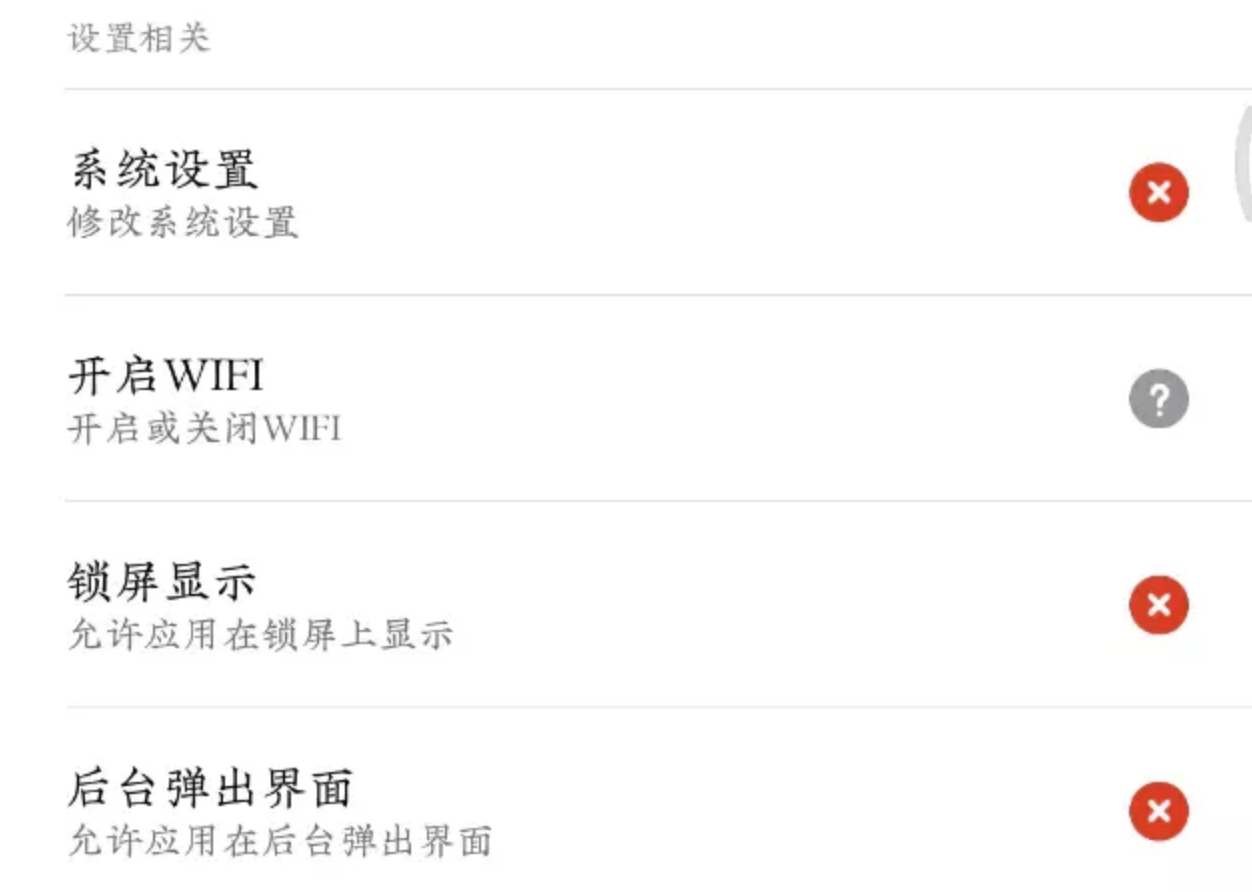 设置相关
系统设置
修改系统设置
开启WIFI
开启或关闭WIFI
锁屏显示
允许应用在锁屏上显示
后台弹出界面
允许应用在后台弹出界面